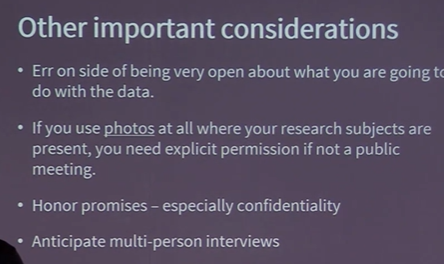 Other important considerations
• Err on side of being very open about what you are going to
do with the data.
• If you use photos at all where your research subjects are
present, you need explicit permission if not a public
meeting.
• Honor promises – especially confidentiality
• Anticipate multi-person interviews